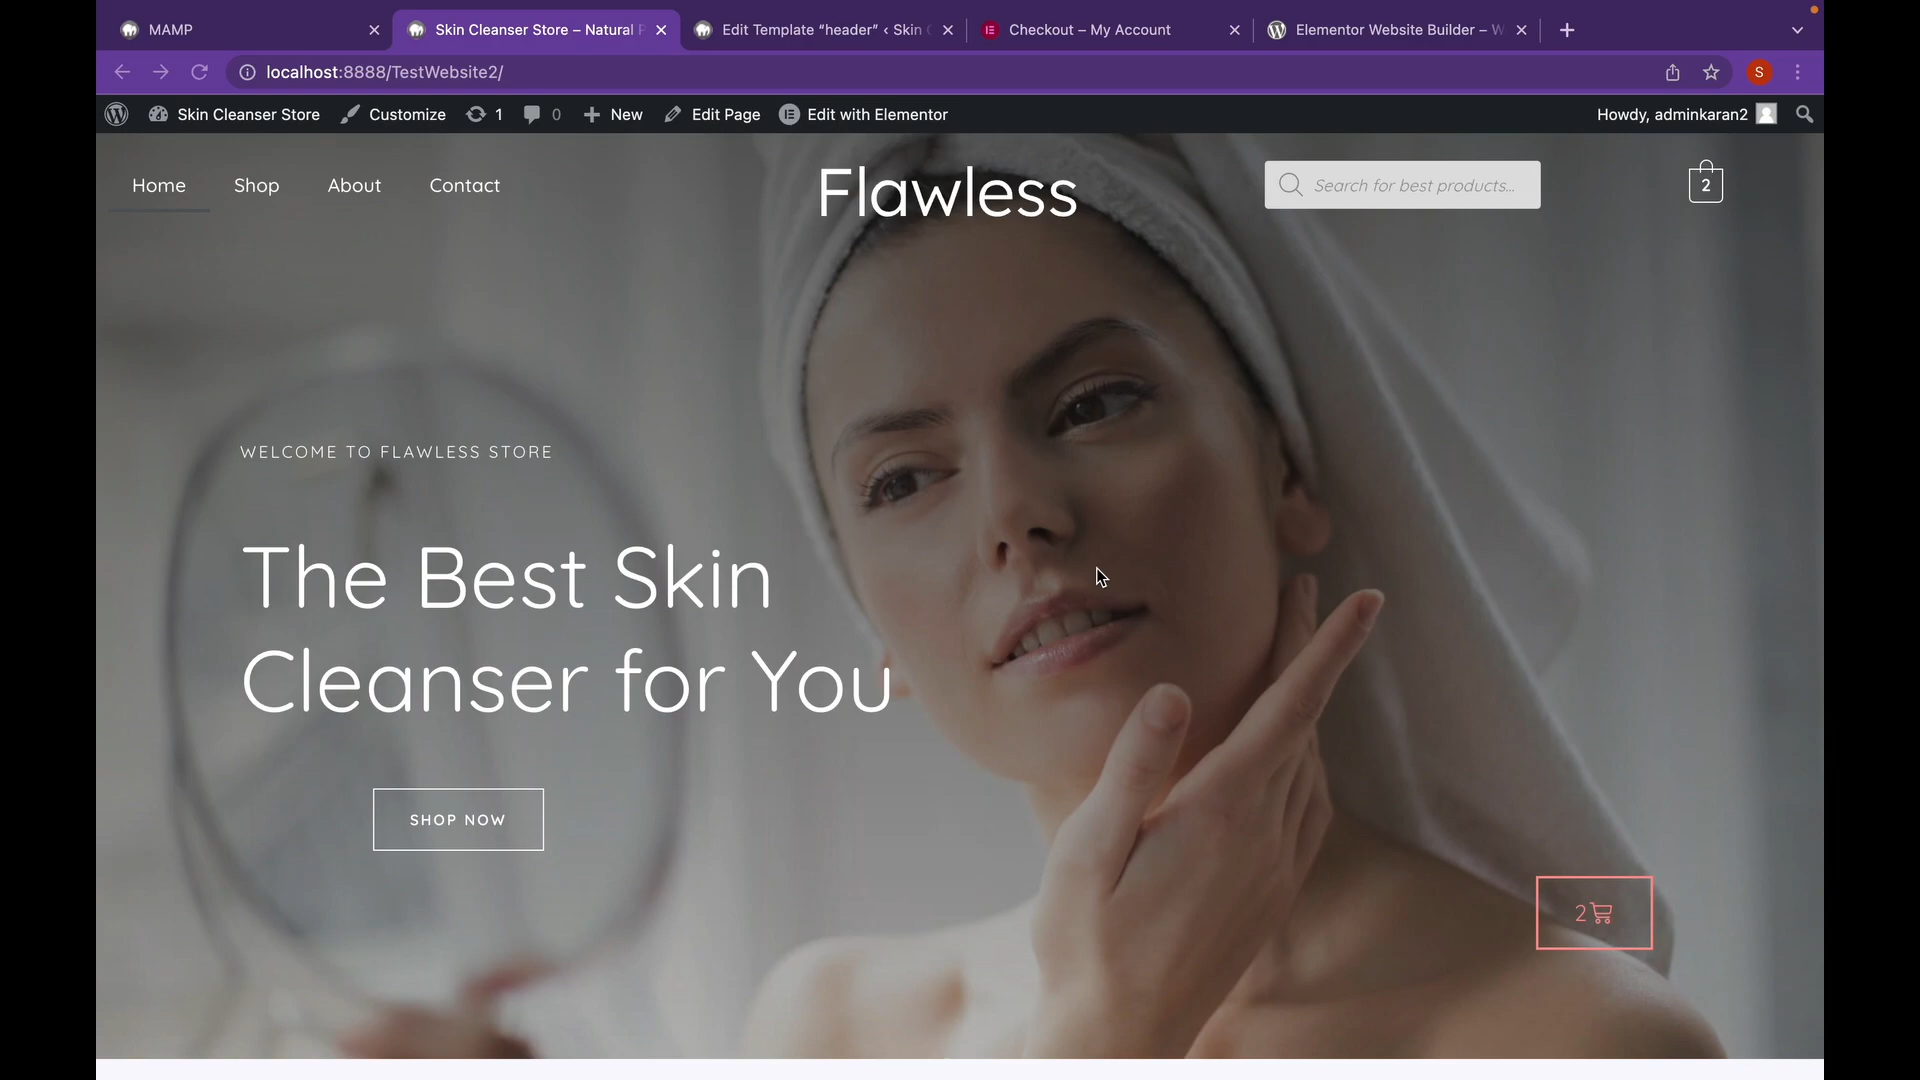 MAMP
Skin Cleanser Store – Natural
Edit Template “header” ‹ Skin
Checkout – My Account
Elementor Website Builder – W
localhost:8888/TestWebsite2/
S
Skin Cleanser Store
Customize
1
0
New
Edit Page
Edit with Elementor
Howdy, adminkaran2
Home
Shop
About
Contact
Flawless
Search for best products...
2
WELCOME TO FLAWLESS STORE
The Best Skin
Cleanser for You
SHOP NOW
2